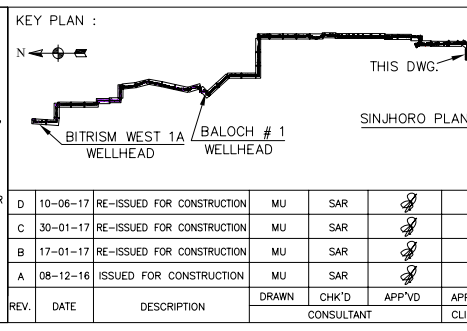 KEY PLAN :
N
THIS DWG.
SINJHORO PLAN
BITRISM WEST 1A
WELLHEAD
BALOCH # 1
WELLHEAD
D 10-06-17 RE-ISSUED FOR CONSTRUCTION MU SAR
C 30-01-17 RE-ISSUED FOR CONSTRUCTION MU SAR
B 17-01-17 RE-ISSUED FOR CONSTRUCTION MU SAR
A 08-12-16 ISSUED FOR CONSTRUCTION MU SAR
REV. DATE DESCRIPTION DRAWN CHK'D APP'VD APP
CONSULTANT CLI